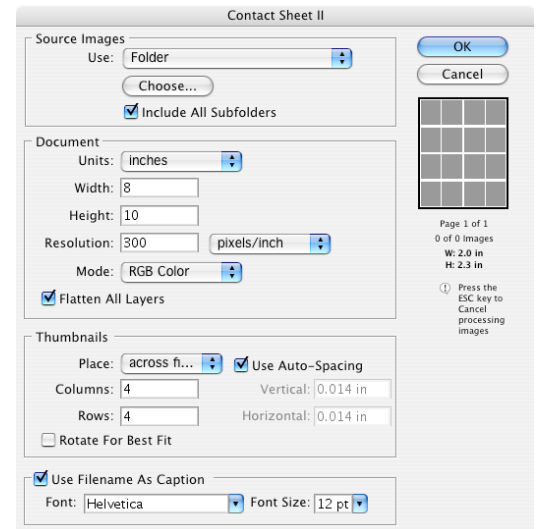 Contact Sheet II
Source Images
Use: Folder
Choose...
Include All Subfolders
Document
Units: inches
Width: 8
Height: 10
Resolution: 300 pixels/inch
Mode: RGB Color
Flatten All Layers
Thumbnails
Place: across fi... Use Auto-Spacing
Columns: 4 Vertical: 0.014 in
Rows: 4 Horizontal: 0.014 in
Rotate For Best Fit
Use Filename As Caption
Font: Helvetica Font Size: 12 pt
OK
Cancel
Page 1 of 1
0 of 0 Images
W: 2.0 in
H: 2.3 in
Press the
ESC key to
Cancel
processing
images